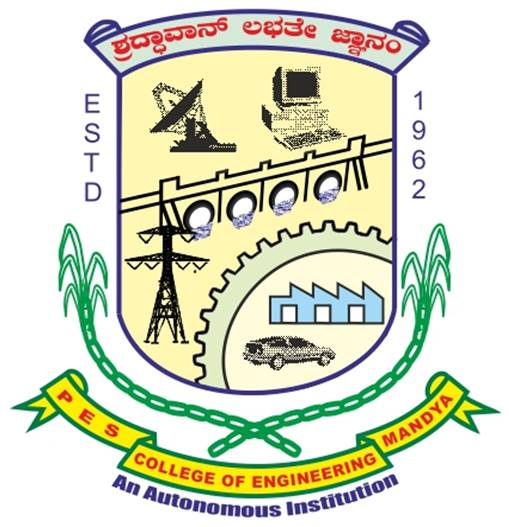 ಶ್ರದ್ಧಾವಾನ್ ಲಭತೇ ಜ್ಞಾನಂ
ESTD
1962
PES COLLEGE OF ENGINEERING MANDYA
An Autonomous Institution